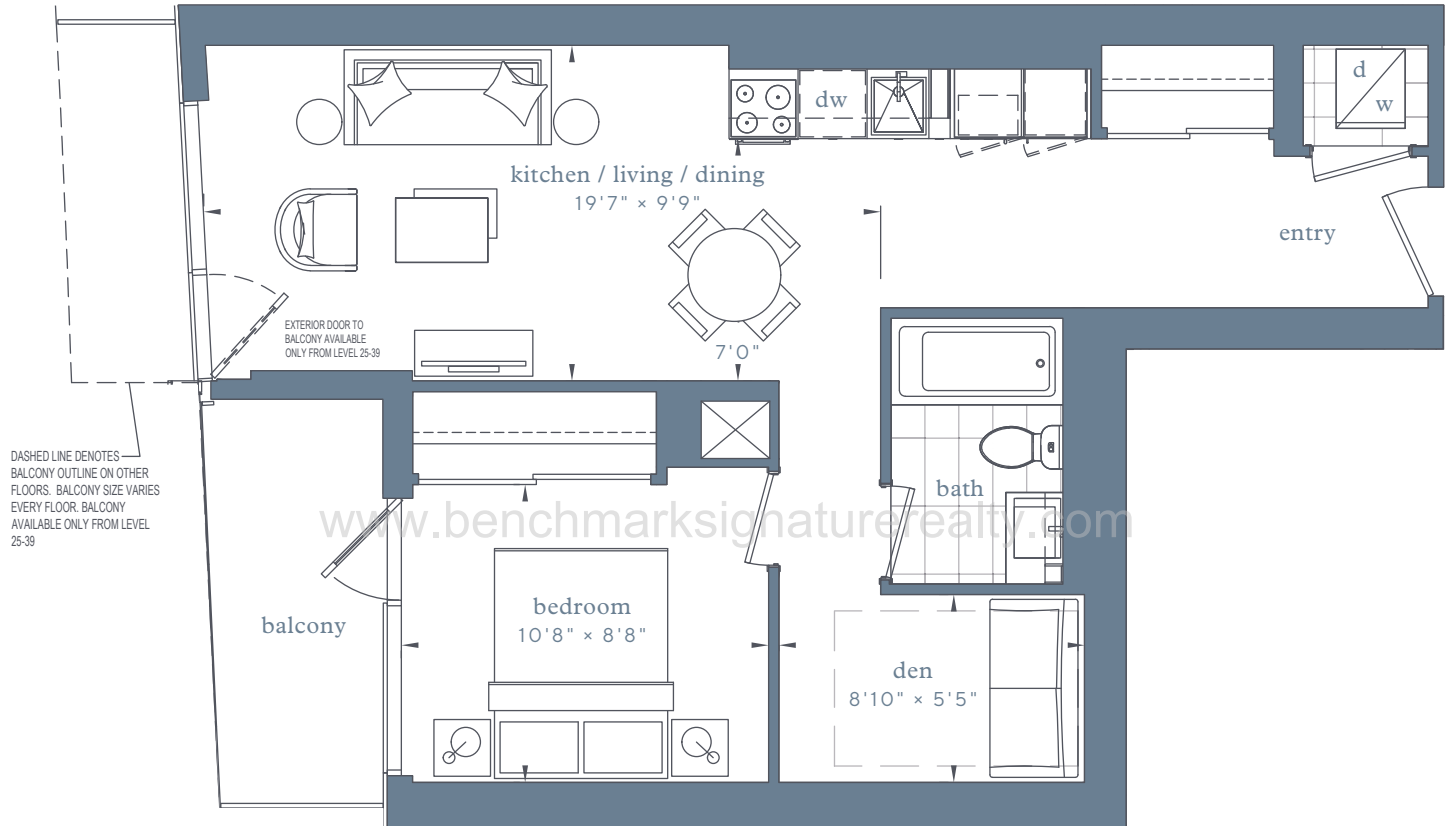 d
w
dw
kitchen / living / dining
19'7" × 9'9"
entry
EXTERIOR DOOR TO
BALCONY AVAILABLE
ONLY FROM LEVEL 25-39
7'0"
DASHED LINE DENOTES
BALCONY OUTLINE ON OTHER
FLOORS. BALCONY SIZE VARIES
EVERY FLOOR. BALCONY
AVAILABLE ONLY FROM LEVEL
25-39
bath
www.benchmarksignaturerealty.com
balcony
bedroom
10'8" × 8'8"
den
8'10" × 5'5"